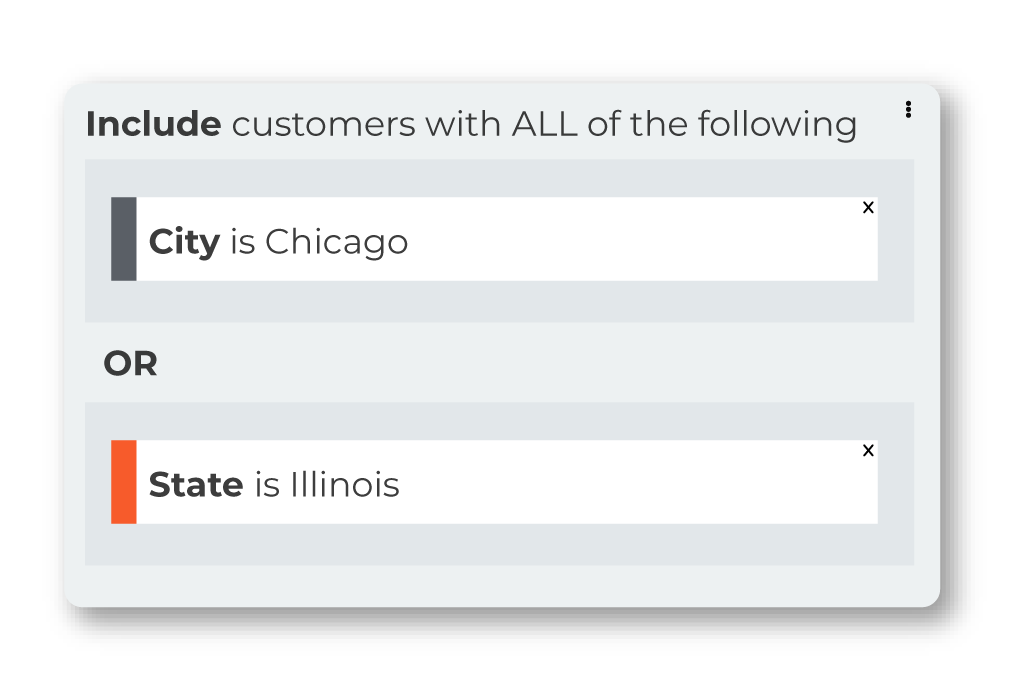 Include customers with ALL of the following
x
City is Chicago
OR
x
State is Illinois